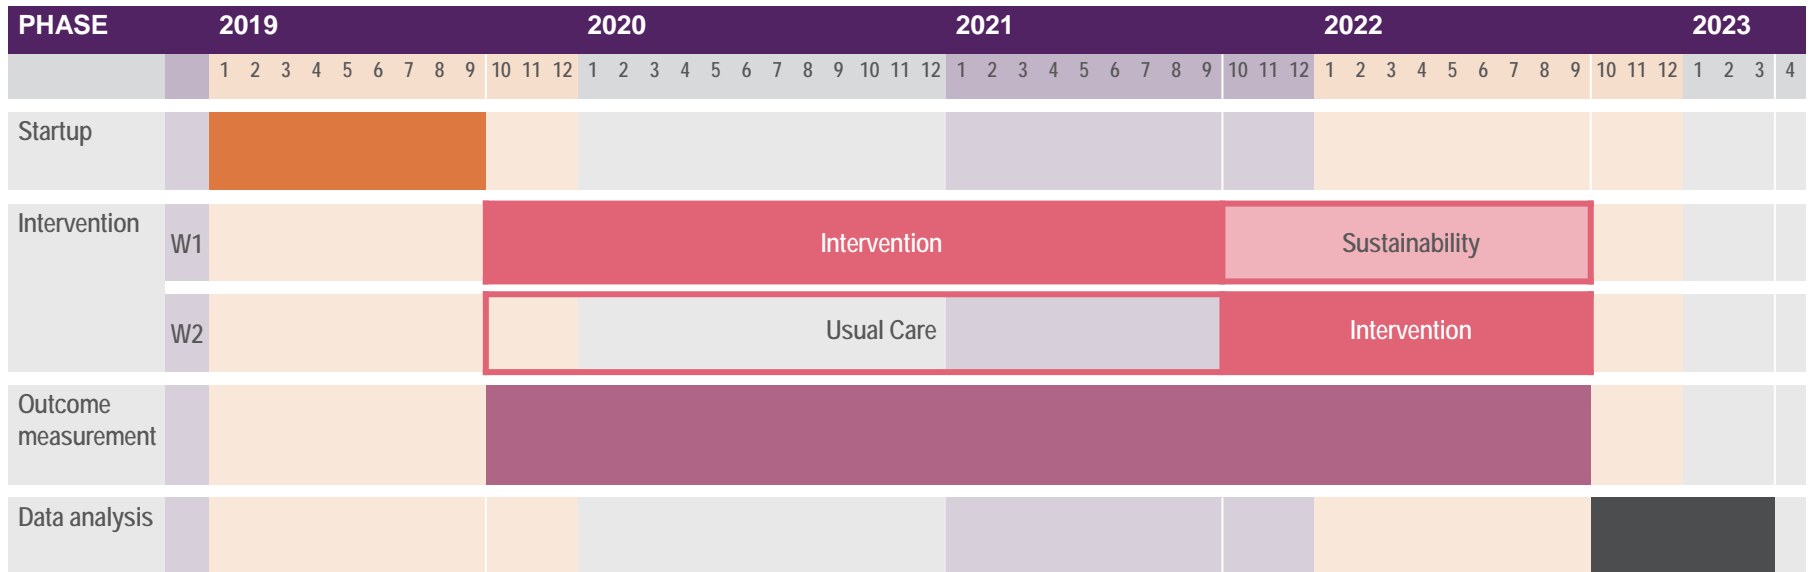 PHASE 2019 2020 2021 2022 2023
1 2 3 4 5 6 7 8 9 10 11 12 1 2 3 4 5 6 7 8 9 10 11 12 1 2 3 4 5 6 7 8 9 10 11 12 1 2 3 4 5 6 7 8 9 10 11 12 1 2 3 4
Startup
Intervention
W1 Intervention Sustainability
W2 Usual Care Intervention
Outcome
measurement
Data analysis